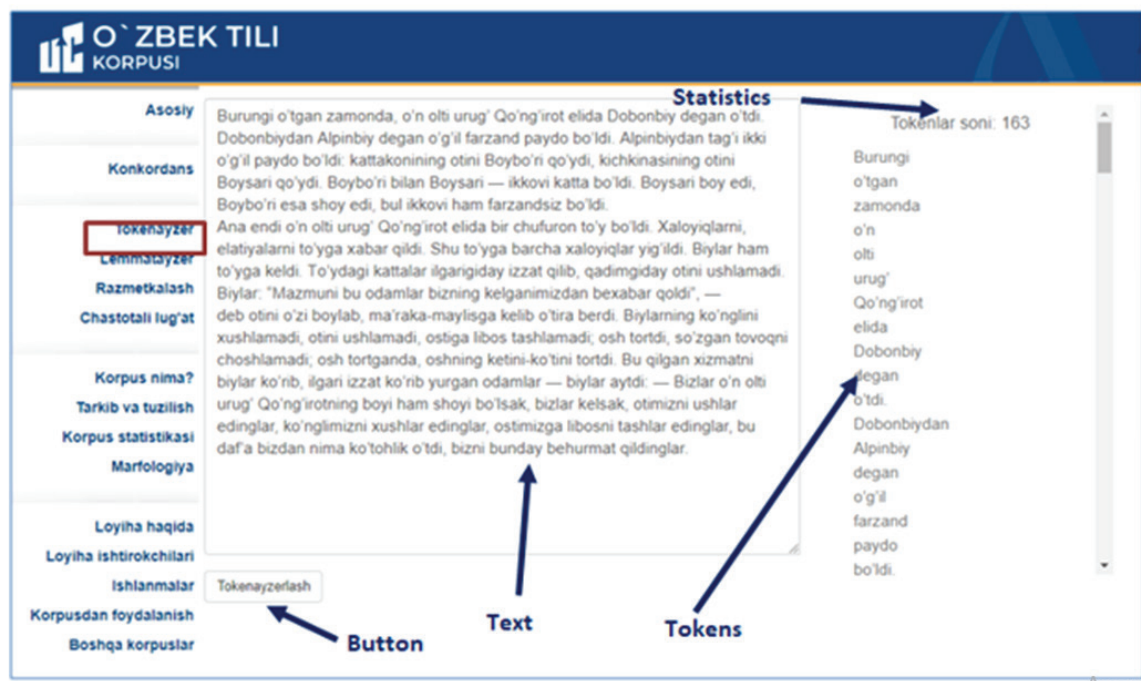 O`ZBEK TILI
KORPUSI
Asosiy
Konkordans
Tokenayzer
Lemmatayzer
Razmetkalash
Chastotali lug'at
Korpus nima?
Tarkib va tuzilish
Korpus statistikasi
Marfologiya
Loyiha haqida
Loyiha ishtirokchilari
Ishlanmalar
Korpusdan foydalanish
Boshqa korpuslar
Burungi o'tgan zamonda, o'n olti urug' Qo'ng'irot elida Dobonbiy degan o'tdi.
Dobonbiydan Alpinbiy degan o'g'il farzand paydo bo'ldi. Alpinbiydan tag'i ikki
o'g'il paydo bo'ldi: kattakonining otini Boybo'ri qo'ydi, kichkinasining otini
Boysari qo'ydi. Boybo'ri bilan Boysari — ikkovi katta bo'ldi. Boysari boy edi,
Boybo'ri esa shoy edi, bul ikkovi ham farzandsiz bo'ldi.
Ana endi o'n olti urug' Qo'ng'irot elida bir chufuron to'y bo'ldi. Xaloyiqlarni,
elatiyalarni to'yga xabar qildi. Shu to'yga barcha xaloyiqlar yig'ildi. Biylar ham
to'yga keldi. To'ydagi kattalar ilgarigiday izzat qilib, qadimgiday otini ushlamadi.
Biylar: "Mazmuni bu odamlar bizning kelganimizdan bexabar qoldi", —
deb otini o'zi boylab, ma'raka-maylisga kelib o'tira berdi. Biylarning ko'nglini
xushlamadi, otini ushlamadi, ostiga libos tashlamadi; osh tortdi, so'zgan tovoqni
choshlamadi; osh tortganda, oshning ketini-ko'tini tortdi. Bu qilgan xizmatni
biylar ko'rib, ilgari izzat ko'rib yurgan odamlar — biylar aytdi: — Bizlar o'n olti
urug' Qo'ng'irotning boyi ham shoyi bo'lsak, bizlar kelsak, otimizni ushlar
edinglar, ko'nglimizni xushlar edinglar, ostimizga libosni tashlar edinglar, bu
daf'a bizdan nima ko'tohlik o'tdi, bizni bunday behurmat qildinglar.
Tokenayzerlash
Button
Text
Statistics
Tokenlar soni: 163
Burungi
o'tgan
zamonda
o'n
olti
urug'
Qo'ng'irot
elida
Dobonbiy
degan
o'tdi.
Dobonbiydan
Alpinbiy
degan
o'g'il
farzand
paydo
bo'ldi.
Tokens